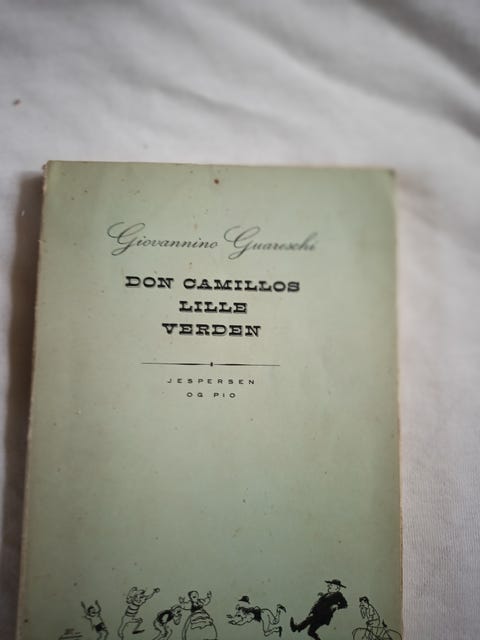 Giovannino Guareschi
DON CAMILLOS
LILLE
VERDEN
JESPERSEN
OG PIO